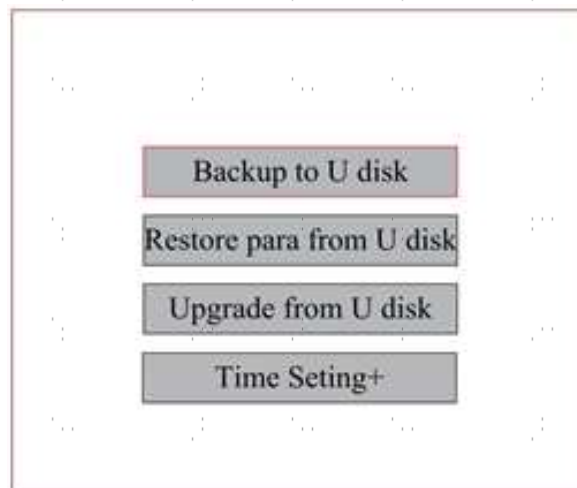 Backup to U disk
Restore para from U disk
Upgrade from U disk
Time Seting+